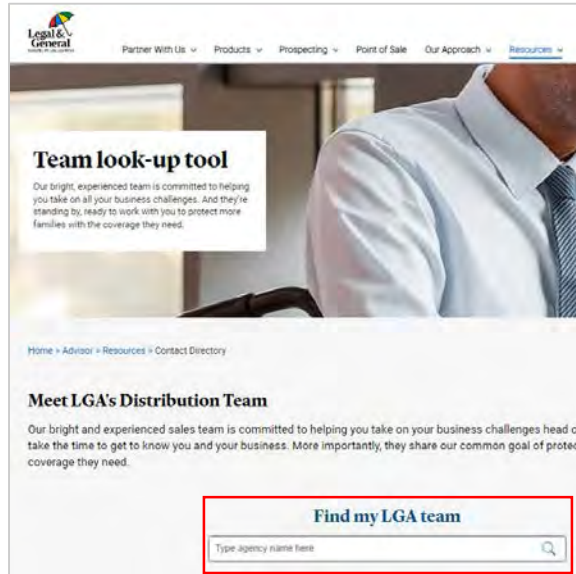 Legal &
General
Partner With Us
Products
Prospecting
Point of Sale
Our Approach
Resources
Team look-up tool
Our bright, experienced team is committed to helping
you take on all your business challenges. And they're
standing by, ready to work with you to protect more
families with the coverage they need.
Home » Advisor » Resources » Contact Directory
Meet LGA's Distribution Team
Our bright and experienced sales team is committed to helping you take on your business challenges head
take the time to get to know you and your business. More importantly, they share our common goal of
coverage they need.
Find my LGA team
Type agency name here